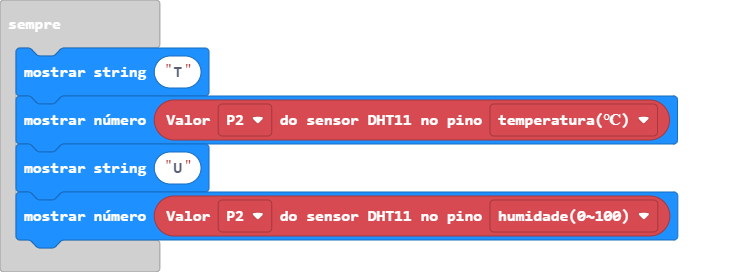 sempre
mostrar string "T"
mostrar número Valor P2 do sensor DHT11 no pino temperatura(℃)
mostrar string "U"
mostrar número Valor P2 do sensor DHT11 no pino humidade(0~100)